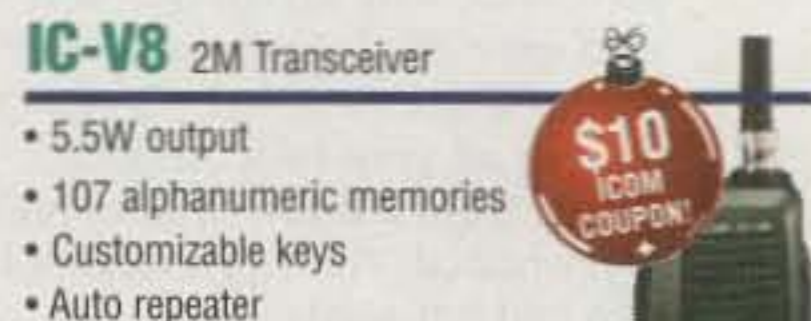 IC-V8 2M Transceiver
• 5.5W output
• 107 alphanumeric memories
• Customizable keys
• Auto repeater
$10
ICOM
COUPON!